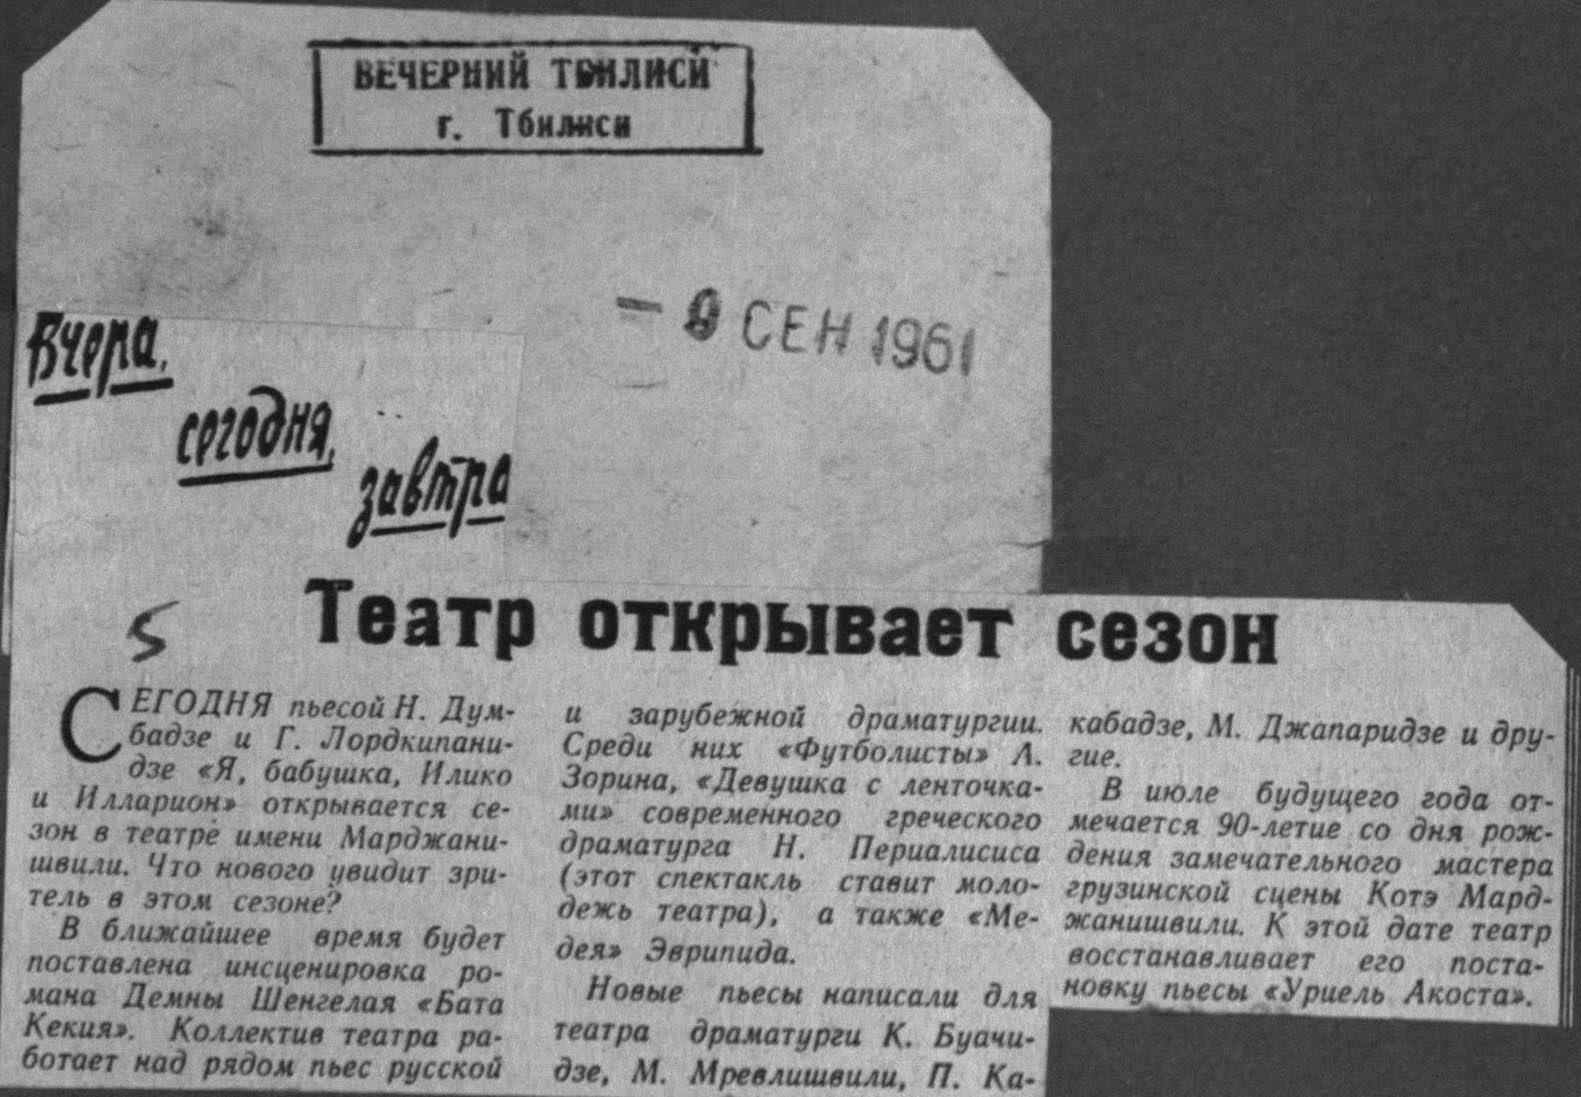 ВЕЧЕРНИЙ ТБИЛИСИ
г. Тбилиси
– 9 СЕН 1961
Вчера,
сегодня,
завтра
5
Театр открывает сезон
СЕГОДНЯ пьесой Н. Дум-
бадзе и Г. Лордкипани-
дзе «Я, бабушка, Илико
и Илларион» открывается се-
зон в театре имени Марджани-
швили. Что нового увидит зри-
тель в этом сезоне?
В ближайшее время будет
поставлена инсценировка ро-
мана Демны Шенгелая «Бата
Кекия». Коллектив театра ра-
ботает над рядом пьес русской
и зарубежной драматургии.
Среди них «Футболисты» А.
Зорина, «Девушка с ленточка-
ми» современного греческого
драматурга Н. Периалисиса
(этот спектакль ставит моло-
дежь театра), а также «Ме-
дея» Эврипида.
Новые пьесы написали для
театра драматурги К. Буачи-
дзе, М. Мревлишвили, П. Ка-
кабадзе, М. Джапаридзе и дру-
гие.
В июле будущего года от-
мечается 90-летие со дня рож-
дения замечательного мастера
грузинской сцены Котэ Мард-
жанишвили. К этой дате театр
восстанавливает его поста-
новку пьесы «Уриель Акоста».